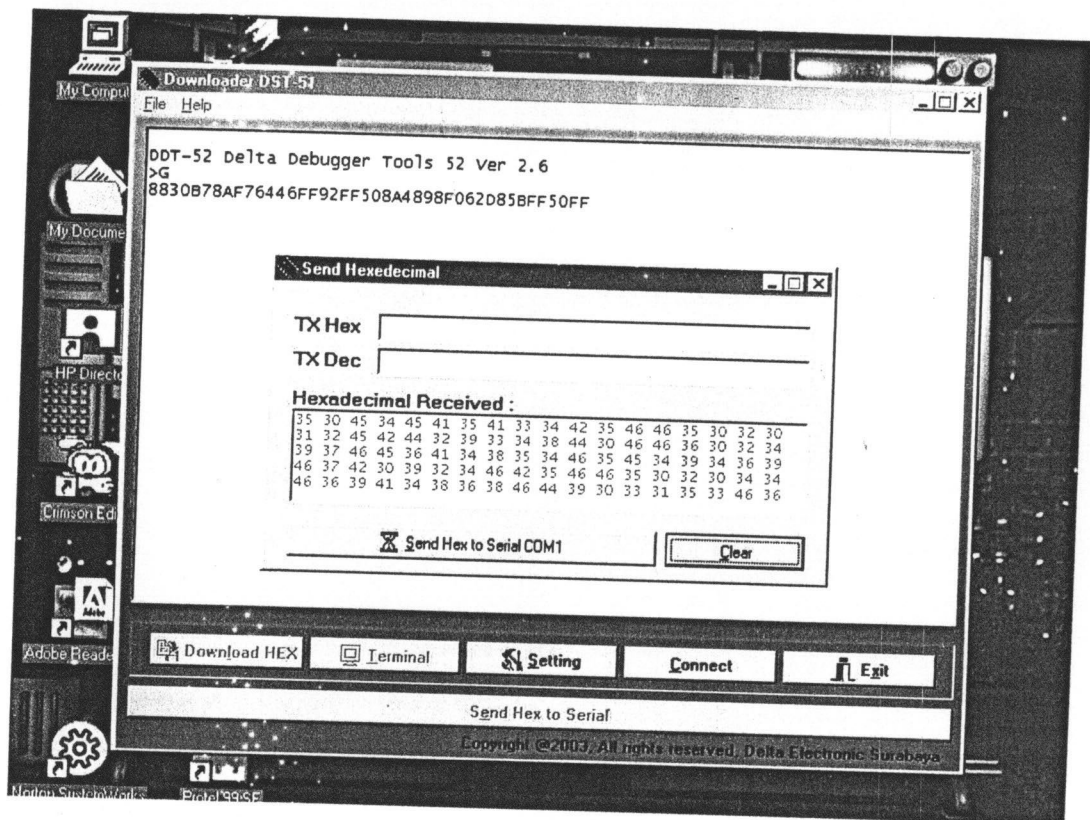 My Comput
Downloader DST-51
File Help
DDT-52 Delta Debugger Tools 52 Ver 2.6
>G
8830B78AF76446FF92FF508A4898F062D85BFF50FF
My Docume
Send Hexedecimal
TX Hex
TX Dec
HP Directo
Hexadecimal Received :
35 30 45 34 45 41 35 41 33 34 42 35 46 46 35 30 32 30
31 32 45 42 44 32 39 33 34 38 44 30 46 46 36 30 32 34
39 37 46 45 36 41 34 38 35 34 46 35 45 34 39 34 36 39
46 37 42 30 39 32 34 46 42 35 46 46 35 30 32 30 34 34
46 36 39 41 34 38 36 38 46 44 39 30 33 31 35 33 46 36
Crimson Edi
Send Hex to Serial COM1
Clear
Adobe
Adobe Reade
Download HEX
Terminal
Setting
Connect
Exit
Send Hex to Serial
Copyright @2003, All rights reserved, Delta Electronic Surabaya
Norton SystemWorks
Protel 99 SE